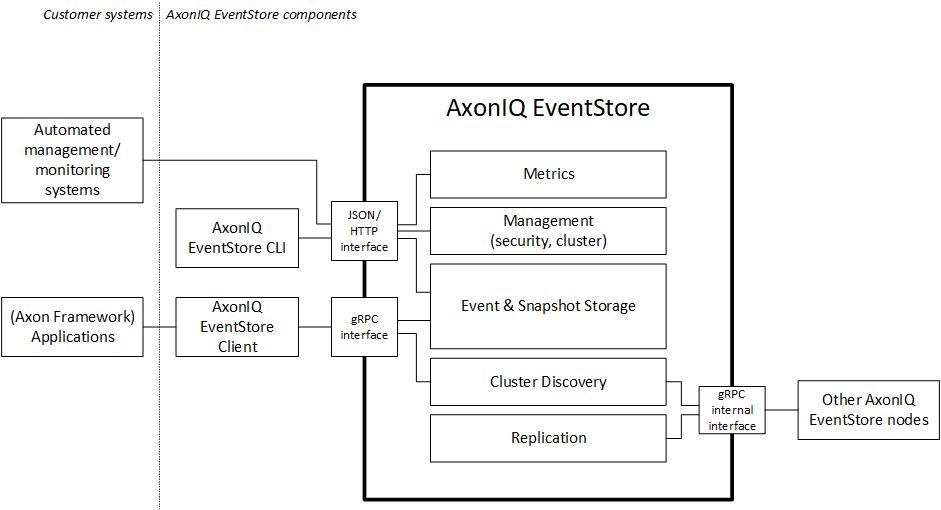 Customer systems
AxonIQ EventStore components
AxonIQ EventStore
Automated
management/
monitoring
systems
Metrics
AxonIQ
EventStore CLI
JSON/
HTTP
interface
Management
(security, cluster)
Event & Snapshot Storage
(Axon Framework)
Applications
AxonIQ
EventStore
Client
gRPC
interface
Cluster Discovery
Replication
gRPC
internal
interface
Other AxonIQ
EventStore nodes